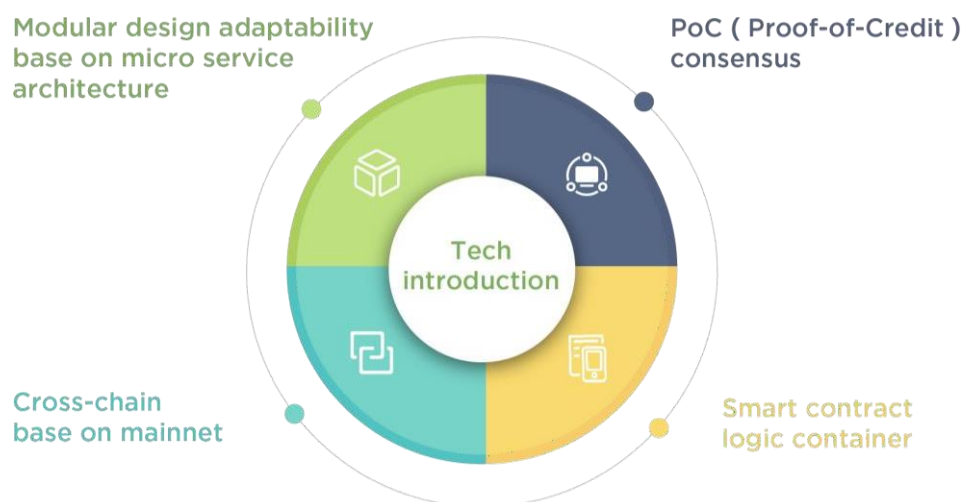 Modular design adaptability
base on micro service
architecture
PoC ( Proof-of-Credit )
consensus
Tech
introduction
Cross-chain
base on mainnet
Smart contract
logic container